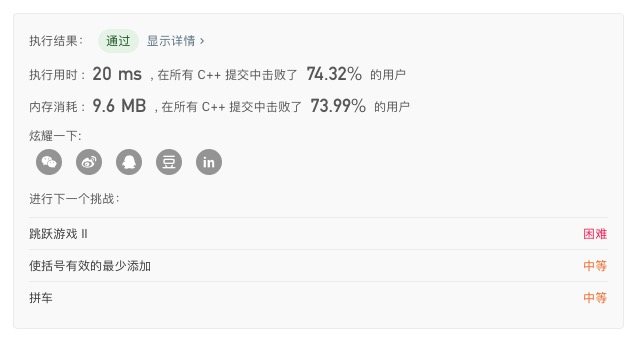 执行结果： 通过 显示详情 ›
执行用时 : 20 ms , 在所有 C++ 提交中击败了 74.32% 的用户
内存消耗 : 9.6 MB , 在所有 C++ 提交中击败了 73.99% 的用户
炫耀一下:
豆 in
进行下一个挑战：
跳跃游戏 II 困难
使括号有效的最少添加 中等
拼车 中等